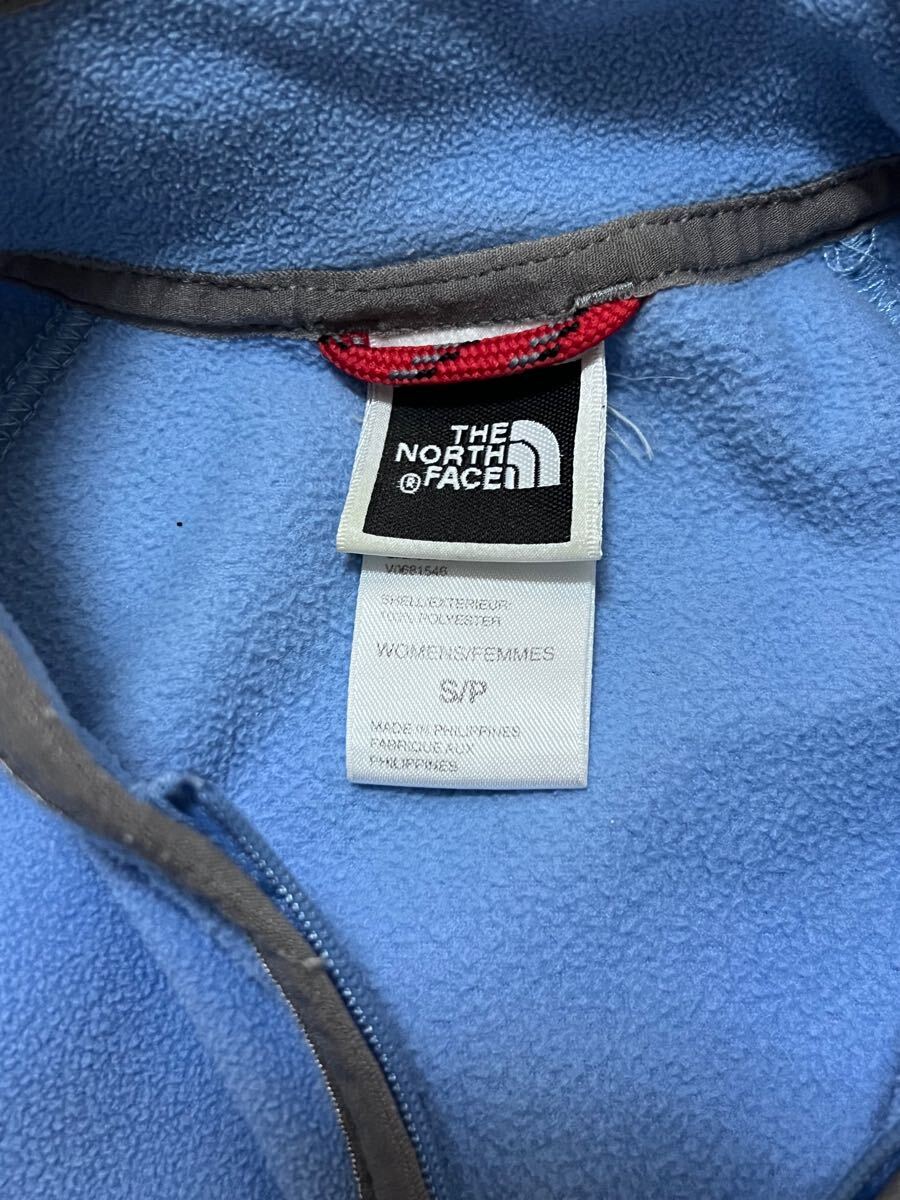 THE
NORTH
® FACE
V0681546
SHELL/EXTERIEUR:
100% POLYESTER
WOMENS/FEMMES
S/P
MADE IN PHILIPPINES
FABRIQUE AUX
PHILIPPINES